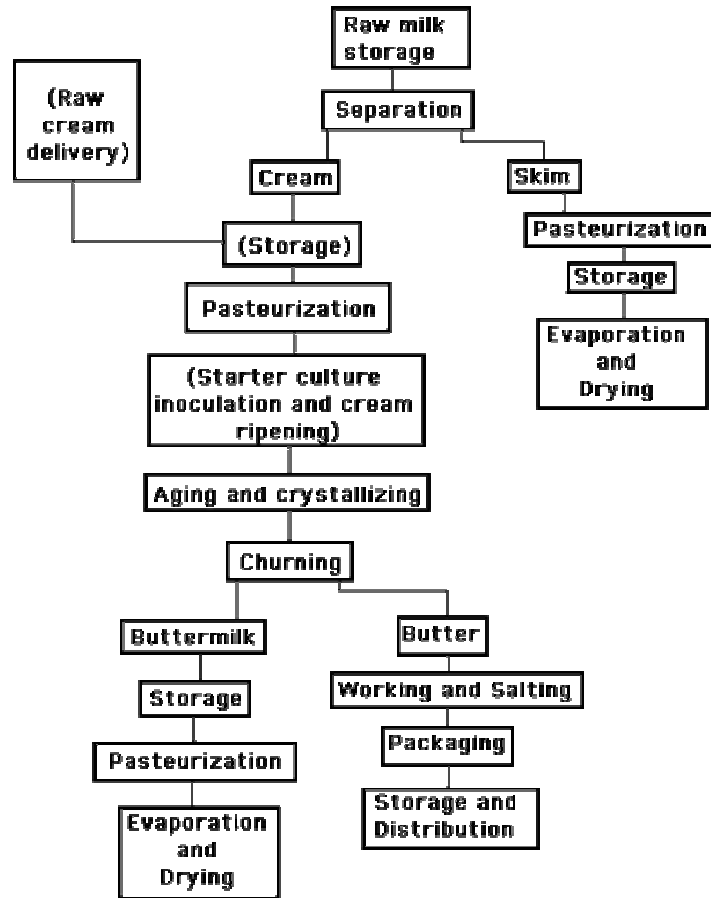 Raw milk
storage
(Raw
cream
delivery)
Separation
Cream
Skim
(Storage)
Pasteurization
Storage
Evaporation
and
Drying
Pasteurization
(Starter culture
inoculation and cream
ripening)
Aging and crystallizing
Churning
Buttermilk
Storage
Pasteurization
Evaporation
and
Drying
Butter
Working and Salting
Packaging
Storage and
Distribution